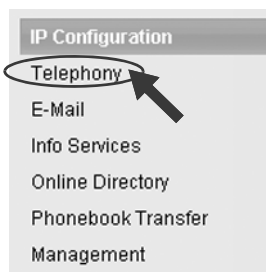 IP Configuration
Telephony
E-Mail
Info Services
Online Directory
Phonebook Transfer
Management